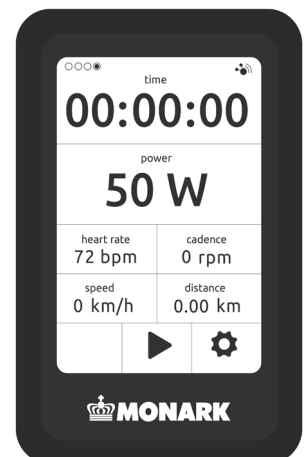 time
00:00:00
power
50 W
heart rate cadence
72 bpm 0 rpm
speed distance
0 km/h 0.00 km
MONARK